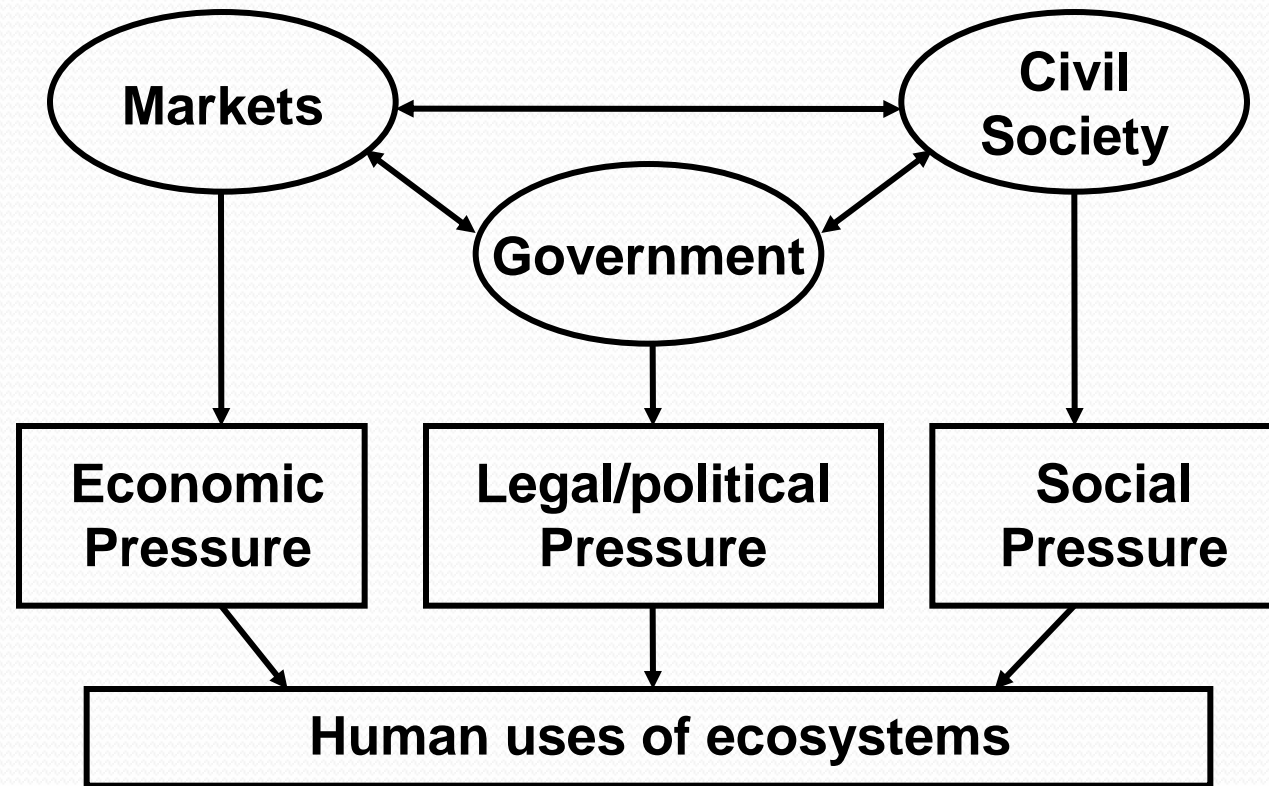 Markets
Civil
Society
Government
Economic
Pressure
Legal/political
Pressure
Social
Pressure
Human uses of ecosystems